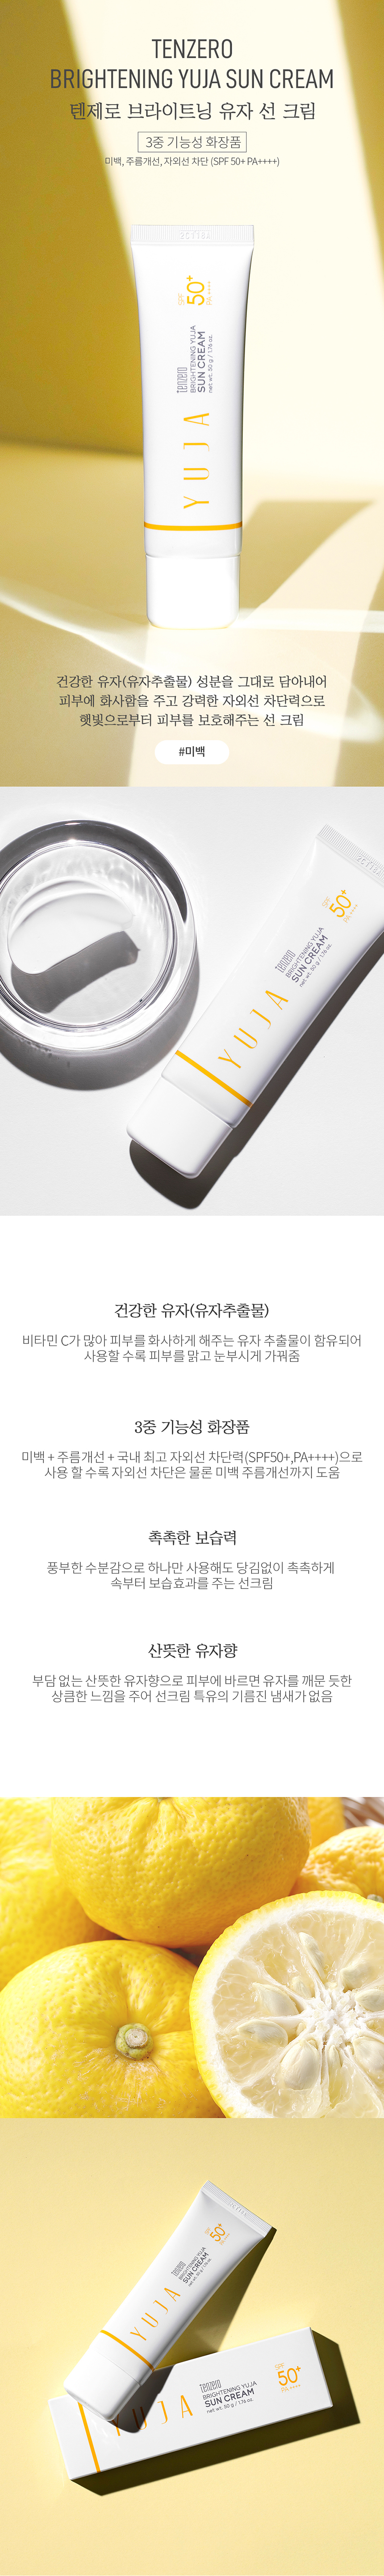 TENZERO
BRIGHTENING YUJA SUN CREAM
텐제로 브라이트닝 유자 선 크림
3중 기능성 화장품
미백, 주름개선, 자외선 차단 (SPF 50+ PA++++)
SPF
50+
PA++++
tenzero
BRIGHTENING YUJA
SUN CREAM
net wt. 50 g / 1.76 oz.
YUJA
건강한 유자(유자추출물) 성분을 그대로 담아내어
피부에 화사함을 주고 강력한 자외선 차단력으로
햇빛으로부터 피부를 보호해주는 선 크림
#미백
SPF
50+
PA++++
tenzero
BRIGHTENING YUJA
SUN CREAM
net wt. 50 g / 1.76 oz.
YUJA
건강한 유자(유자추출물)
비타민 C가 많아 피부를 화사하게 해주는 유자 추출물이 함유되어
사용할 수록 피부를 맑고 눈부시게 가꿔줌
3중 기능성 화장품
미백 + 주름개선 + 국내 최고 자외선 차단력(SPF50+,PA++++)으로
사용 할 수록 자외선 차단은 물론 미백 주름개선까지 도움
촉촉한 보습력
풍부한 수분감으로 하나만 사용해도 당김없이 촉촉하게
속부터 보습효과를 주는 선크림
산뜻한 유자향
부담 없는 산뜻한 유자향으로 피부에 바르면 유자를 깨문 듯한
상큼한 느낌을 주어 선크림 특유의 기름진 냄새가 없음
SPF
50+
tenzero
BRIGHTENING YUJA
SUN CREAM
net wt. 50 g / 1.76 oz.
YUJA
SPF
50+
PA++++
tenzero
BRIGHTENING YUJA
SUN CREAM
net wt. 50 g / 1.76 oz.
YUJA